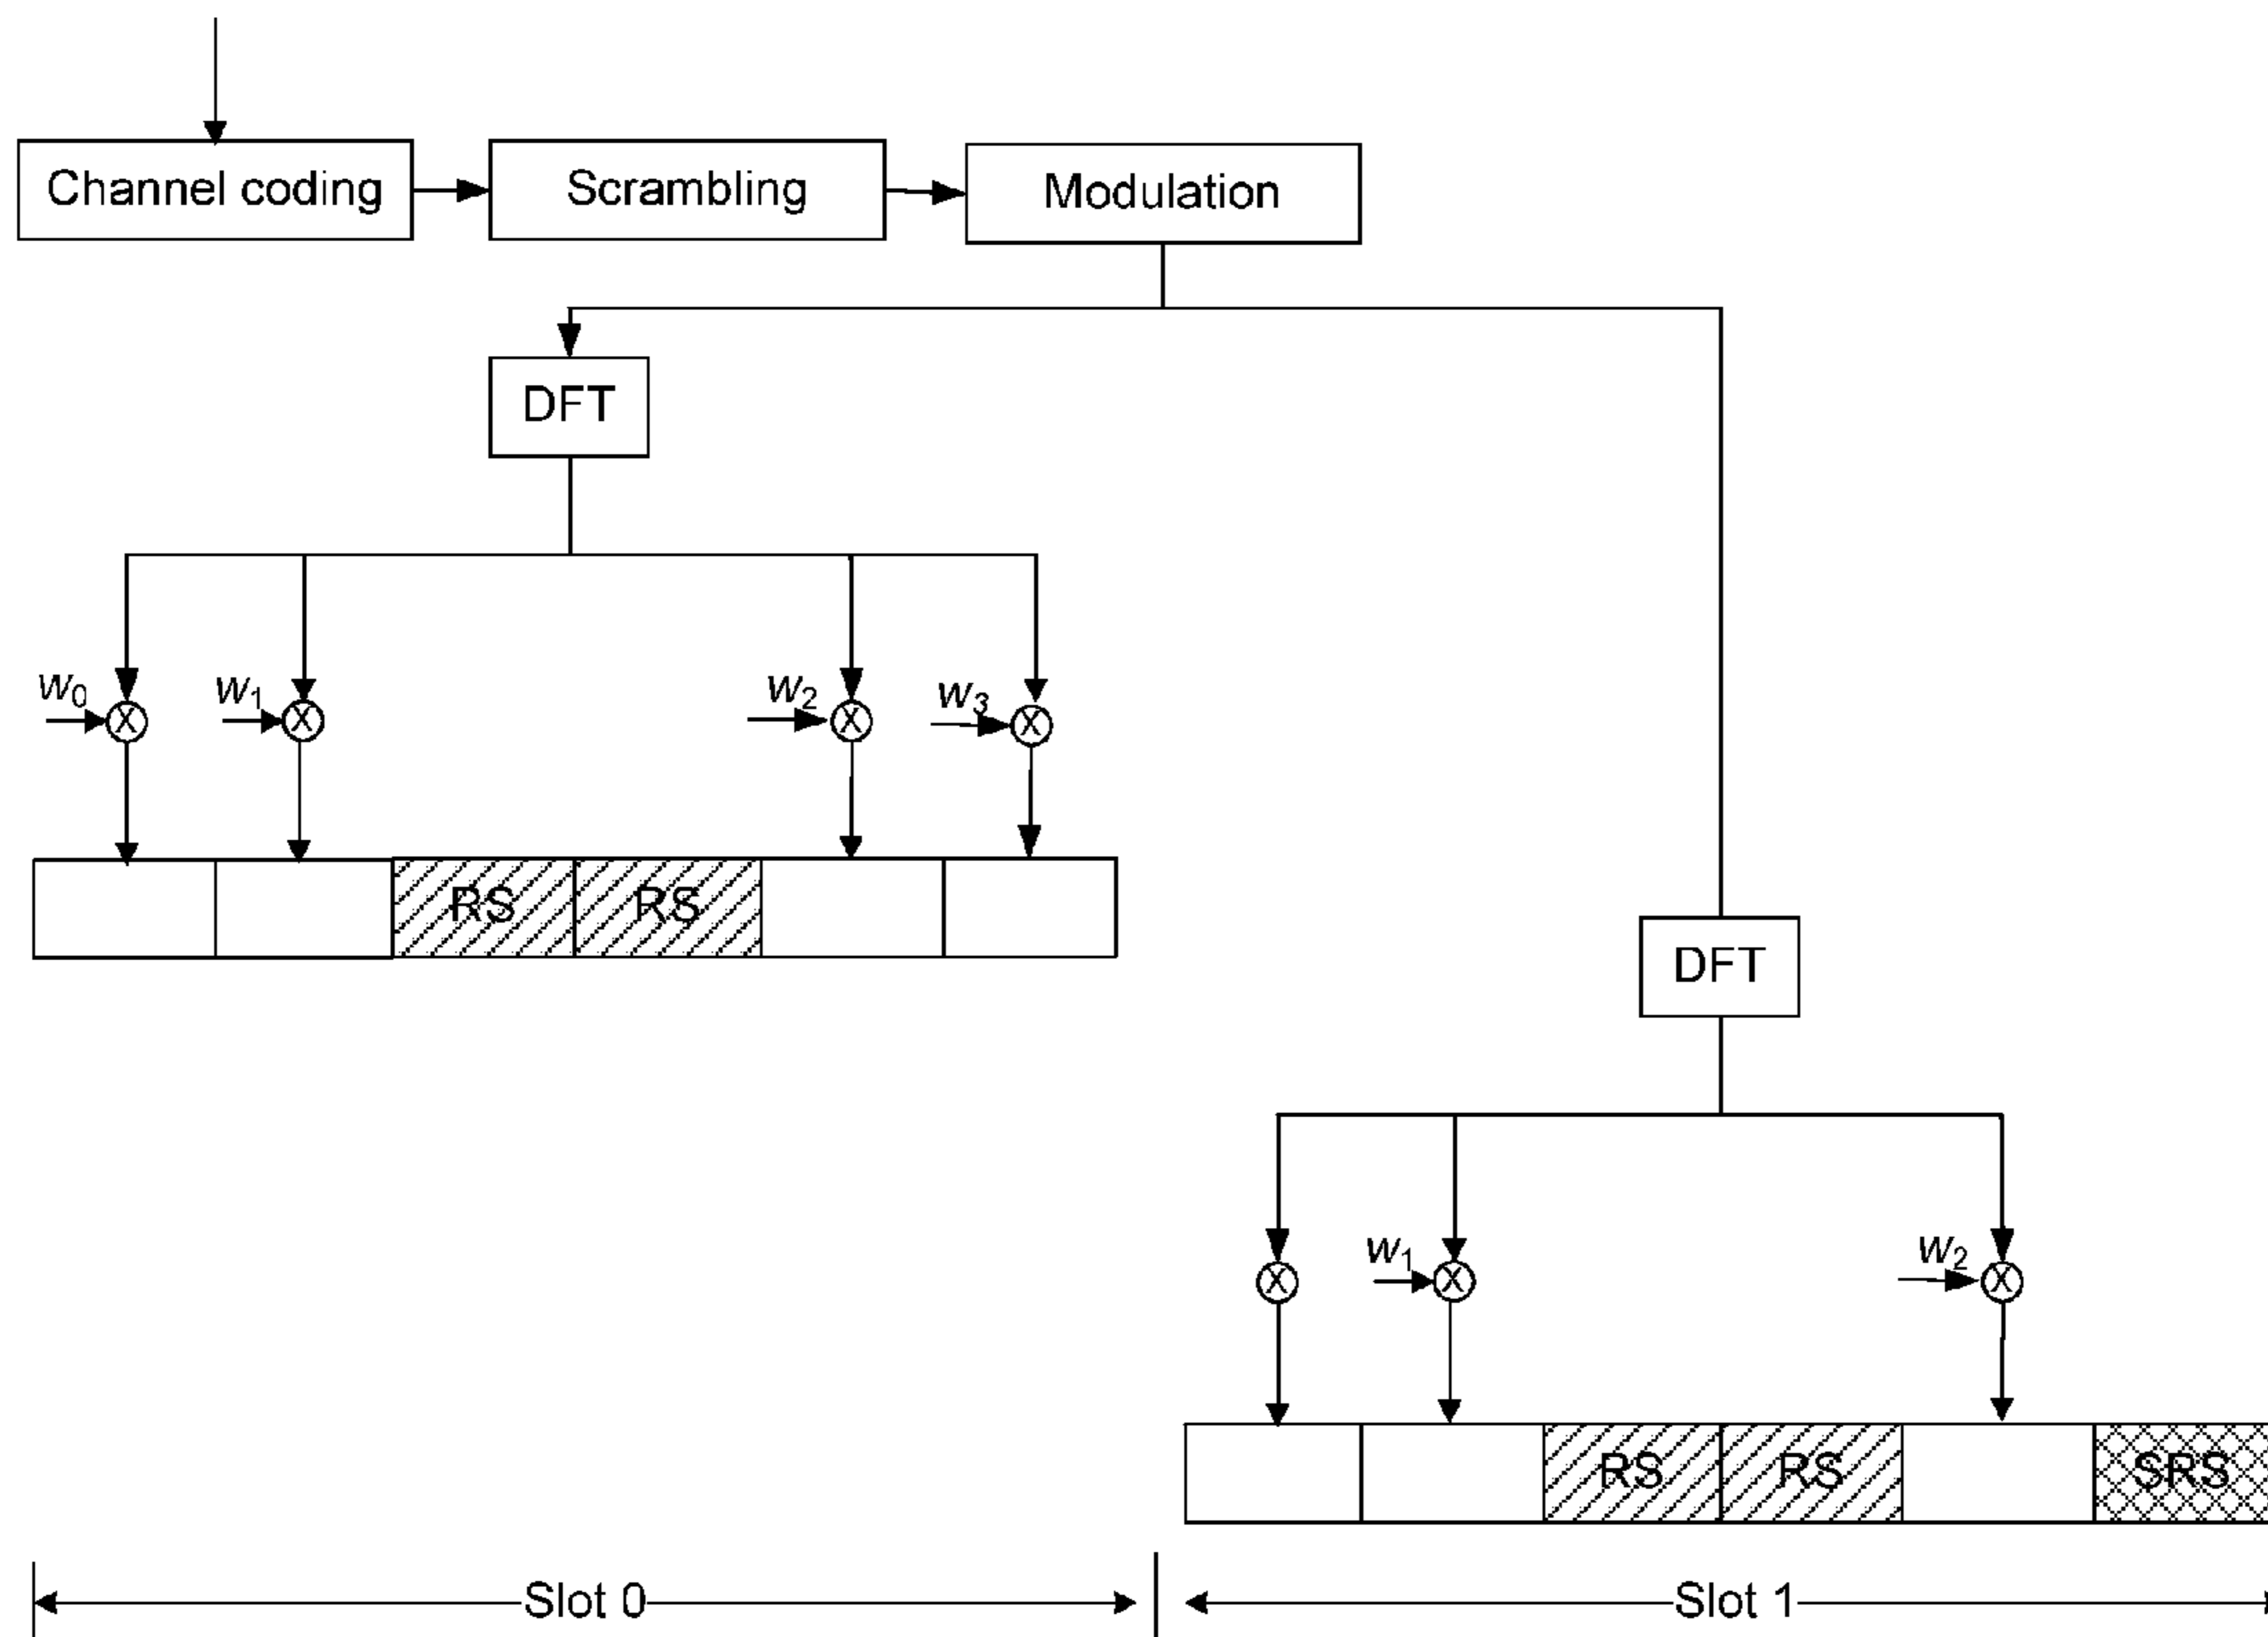 Channel coding
Scrambling
Modulation
DFT
w0
w1
w2
w3
X
X
X
X
RS
RS
DFT
w1
w2
X
X
X
RS
RS
SRS
Slot 0
Slot 1